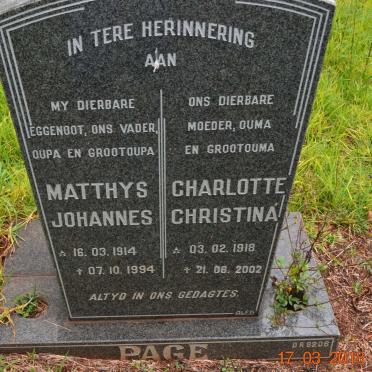 IN TERE HERINNERING
AAN
MY DIERBARE
EGGENOOT, ONS VADER,
OUPA EN GROOTOUPA
MATTHYS
JOHANNES
☆ 16.03.1914
† 07.10.1994
ONS DIERBARE
MOEDER, OUMA
EN GROOTOUMA
CHARLOTTE
CHRISTINA
☆ 03.02.1918
† 21.06.2002
ALTYD IN ONS GEDAGTES.
PAGE
17 03 2018